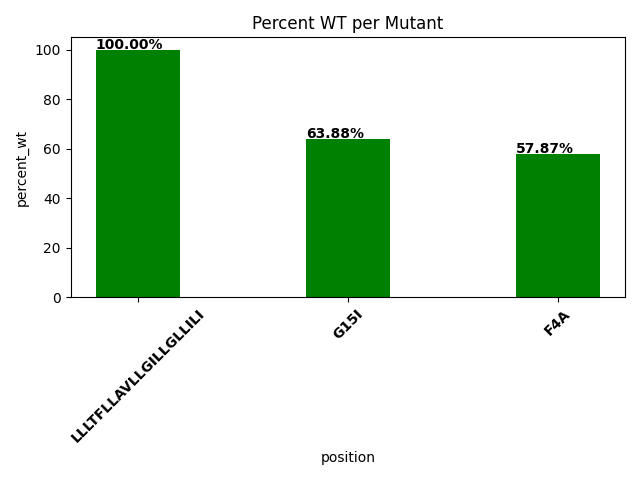 Percent WT per Mutant
percent_wt
100
80
60
40
20
0
100.00%
63.88%
57.87%
LLLTFLLAVLLGILLGLLILI
G15I
F4A
position